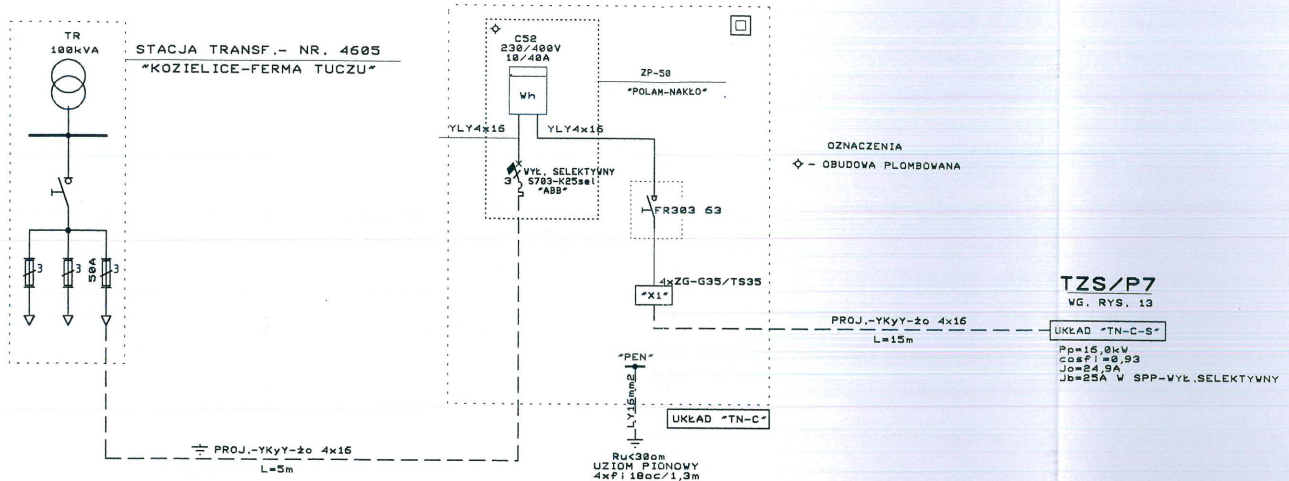 TR
100kVA
STACJA TRANSF.- NR. 4605
"KOZIELICE-FERMA TUCZU"
3
3
50A
3
PROJ.-YKyY-żo 4x16
L=5m
C52
230/400V
10/40A
Wh
ZP-50
"POLAM-NAKŁO"
YLY4x16
YLY4x16
3
WYŁ. SELEKTYWNY
S703-K25sel
"ABB"
FR303 63
4xZG-G35/TS35
"X1"
"PEN"
LY16mm2
UKŁAD "TN-C"
Ru<30om
UZIOM PIONOWY
4xfi18oc/1,3m
OZNACZENIA
- OBUDOWA PLOMBOWANA
PROJ.-YKyY-żo 4x16
L=15m
TZS/P7
WG. RYS. 13
UKŁAD "TN-C-S"
Pp=16,0kW
cosfi=0,93
Jo=24,9A
Jb=25A W SPP-WYŁ.SELEKTYWNY